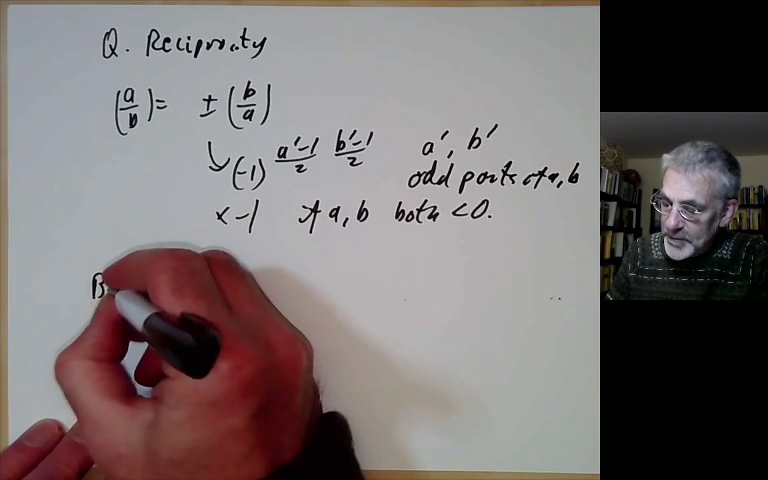 Q. Reciprocity
(a/b) = ± (b/a)
↳ (-1) a'-1/2 b'-1/2 a', b'
odd parts of a, b
x -1 if a, b both <0.
B